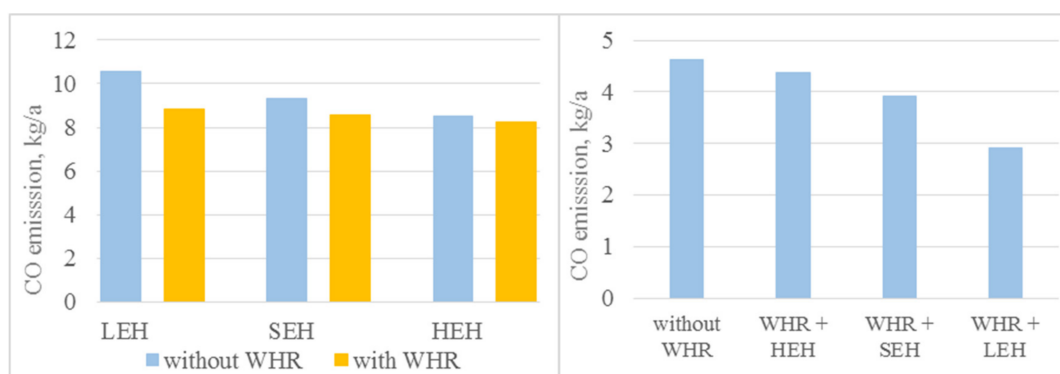 CO emisssion, kg/a
12
10
8
6
4
2
0
LEH
SEH
HEH
without WHR
with WHR
CO emission, kg/a
5
4
3
2
1
0
without
WHR
WHR +
HEH
WHR +
SEH
WHR +
LEH